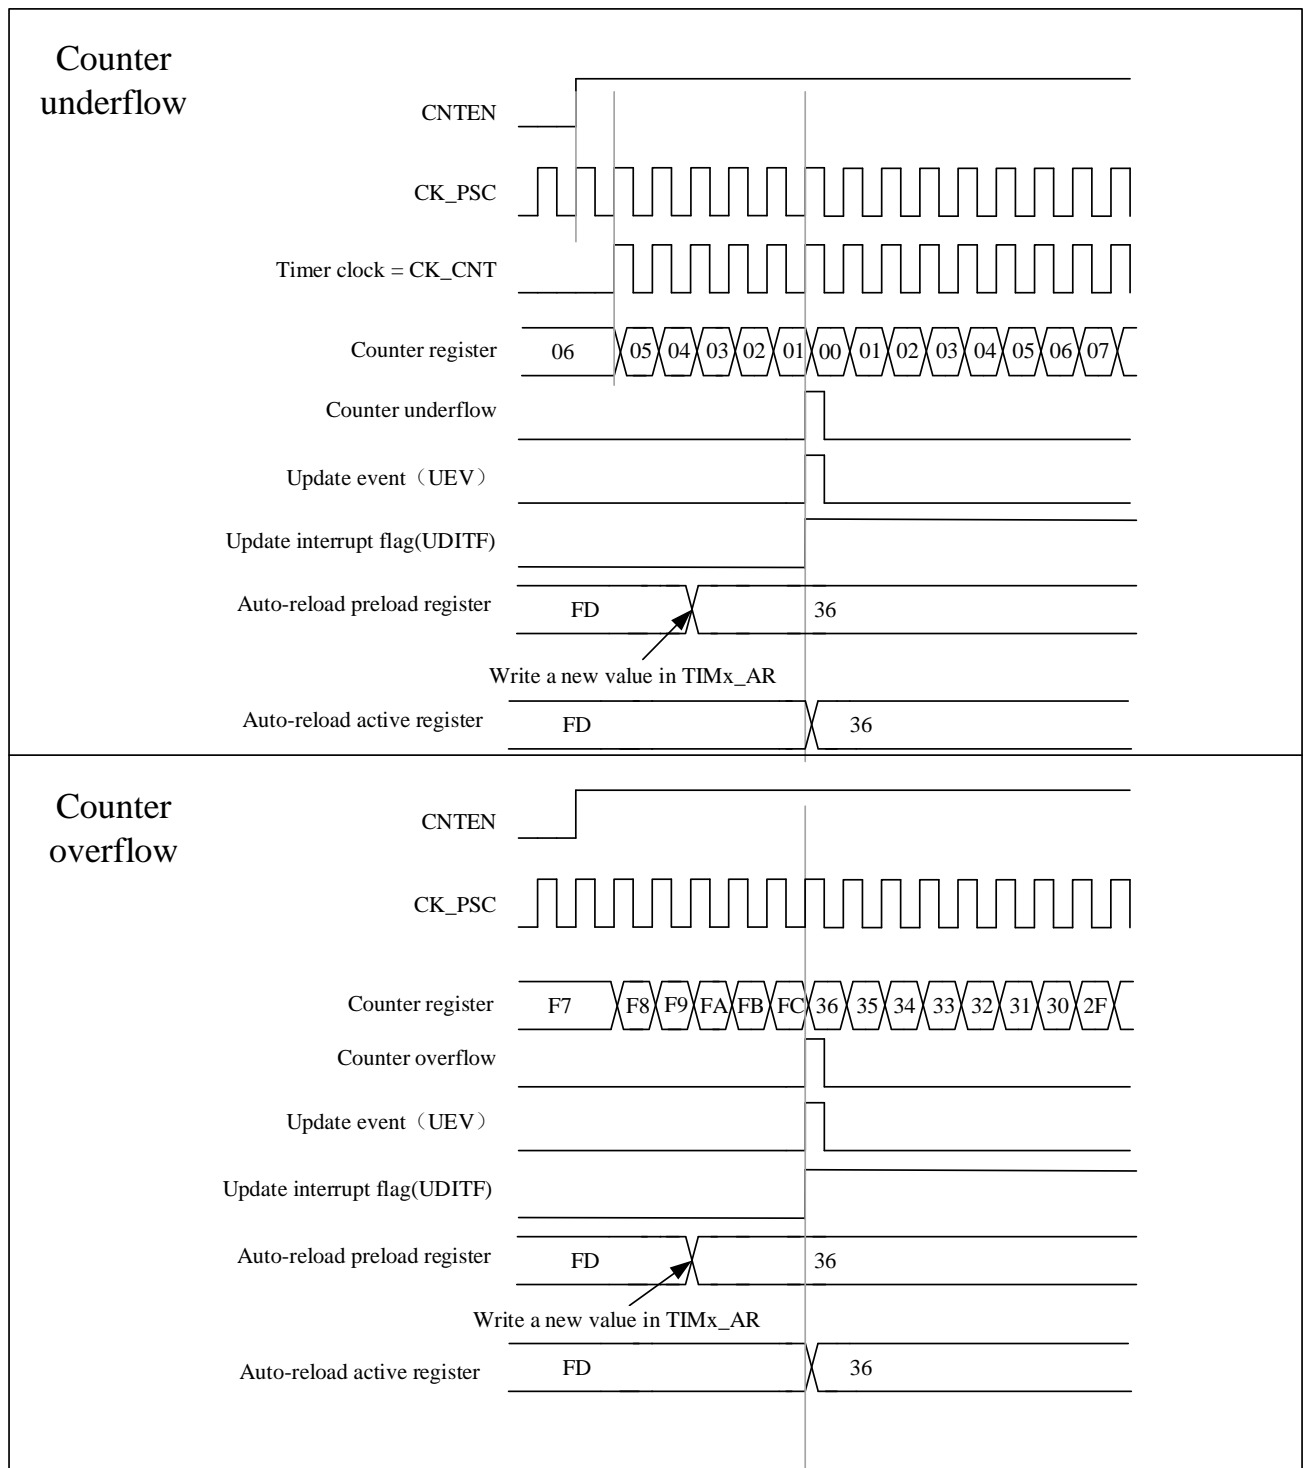 Counter
underflow
CNTEN
CK_PSC
Timer clock = CK_CNT
Counter register 06 05 04 03 02 01 00 01 02 03 04 05 06 07
Counter underflow
Update event（UEV）
Update interrupt flag(UDITF)
Auto-reload preload register FD 36
Write a new value in TIMx_AR
Auto-reload active register FD 36
Counter
overflow
CNTEN
CK_PSC
Counter register F7 F8 F9 FA FB FC 36 35 34 33 32 31 30 2F
Counter overflow
Update event（UEV）
Update interrupt flag(UDITF)
Auto-reload preload register FD 36
Write a new value in TIMx_AR
Auto-reload active register FD 36